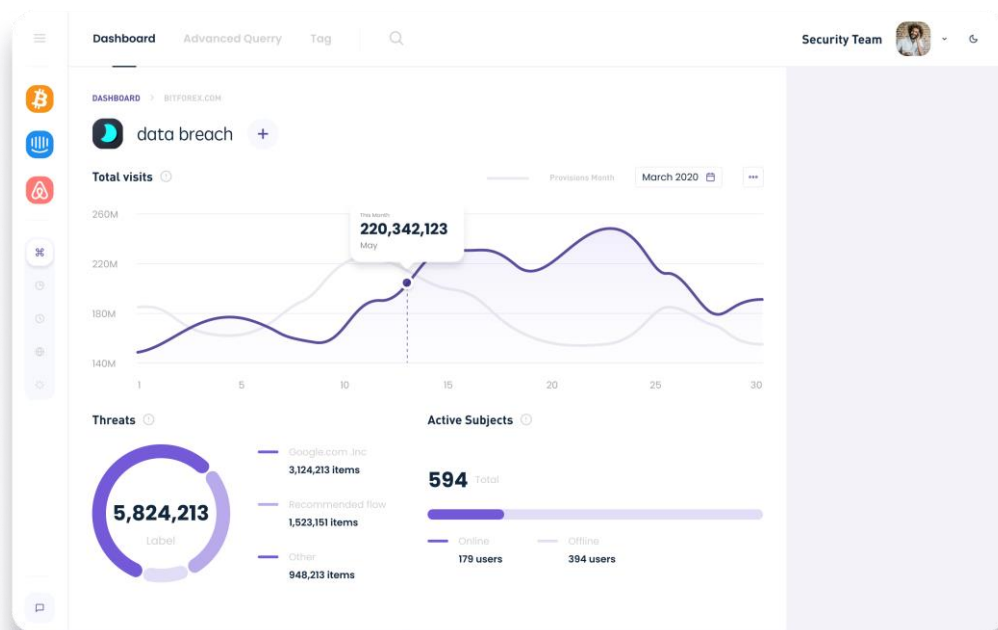 Dashboard Advanced Querry Tag
Security Team
DASHBOARD > BITFOREX.COM
data breach +
Total visits
Provisions Month
March 2020
260M
220M
180M
140M
This Month
220,342,123
May
1 5 10 15 20 25 30
Threats
5,824,213
Label
Google.com .Inc
3,124,213 items
Recommended flow
1,523,151 items
Other
948,213 items
Active Subjects
594 Total
Online Offline
179 users 394 users